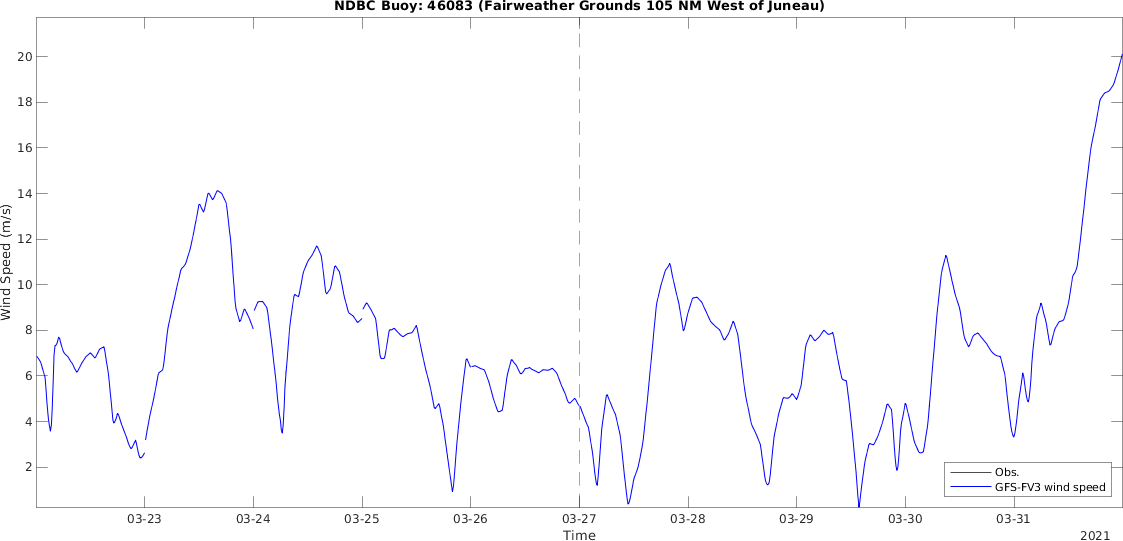 NDBC Buoy: 46083 (Fairweather Grounds 105 NM West of Juneau)
Wind Speed (m/s)
20
18
16
14
12
10
8
6
4
2
Obs.
GFS-FV3 wind speed
03-23 03-24 03-25 03-26 03-27 03-28 03-29 03-30 03-31
Time
2021